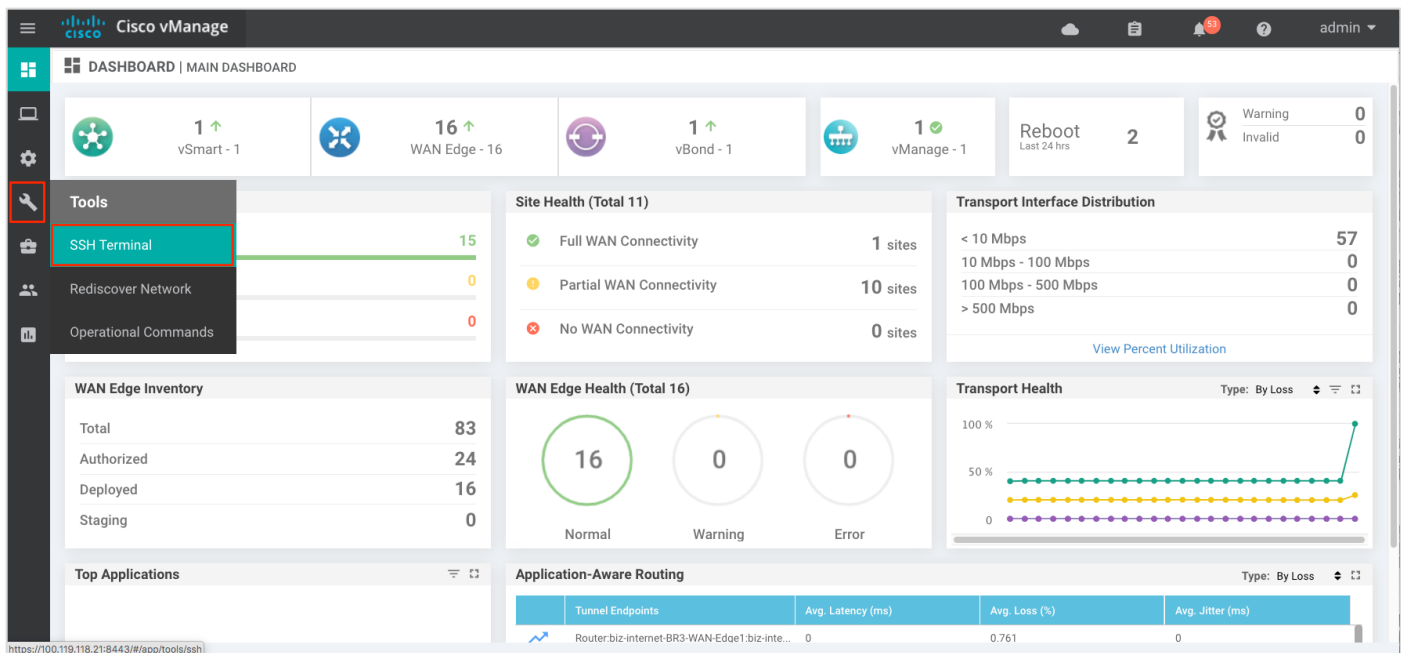 cisco Cisco vManage 53 admin
DASHBOARD | MAIN DASHBOARD
1 vSmart - 1
16 WAN Edge - 16
1 vBond - 1
1 vManage - 1
Reboot Last 24 hrs 2
Warning 0
Invalid 0
Tools
SSH Terminal
Rediscover Network
Operational Commands
15
0
0
Site Health (Total 11)
Full WAN Connectivity 1 sites
Partial WAN Connectivity 10 sites
No WAN Connectivity 0 sites
Transport Interface Distribution
< 10 Mbps 57
10 Mbps - 100 Mbps 0
100 Mbps - 500 Mbps 0
> 500 Mbps 0
View Percent Utilization
WAN Edge Inventory
Total 83
Authorized 24
Deployed 16
Staging 0
WAN Edge Health (Total 16)
16 0 0
Normal Warning Error
Transport Health Type: By Loss
100 %
50 %
0
Top Applications
Application-Aware Routing Type: By Loss
Tunnel Endpoints Avg. Latency (ms) Avg. Loss (%) Avg. Jitter (ms)
Router:biz-internet-BR3-WAN-Edge1:biz-inte... 0 0.761 0
https://100.119.118.21:8443/#/app/tools/ssh